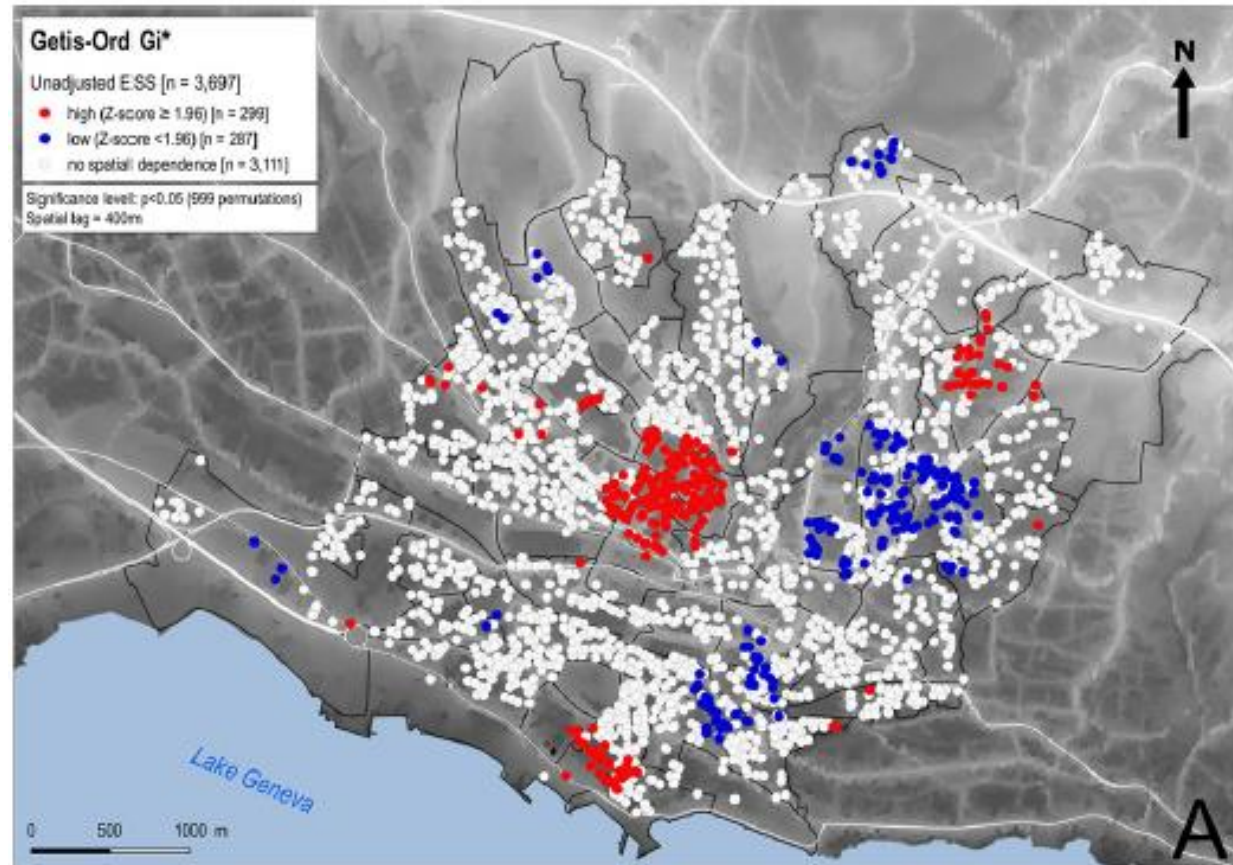 Getis-Ord Gi*
Unadjusted ESS [n = 3,697]
high (Z-score ≥ 1.96) [n = 299]
low (Z-score <1.96) [n = 287]
no spatial dependence [n = 3,111]
Significance level: p<0.05 (999 permutations)
Spatial lag = 400m
N
Lake Geneva
0 500 1000 m
A